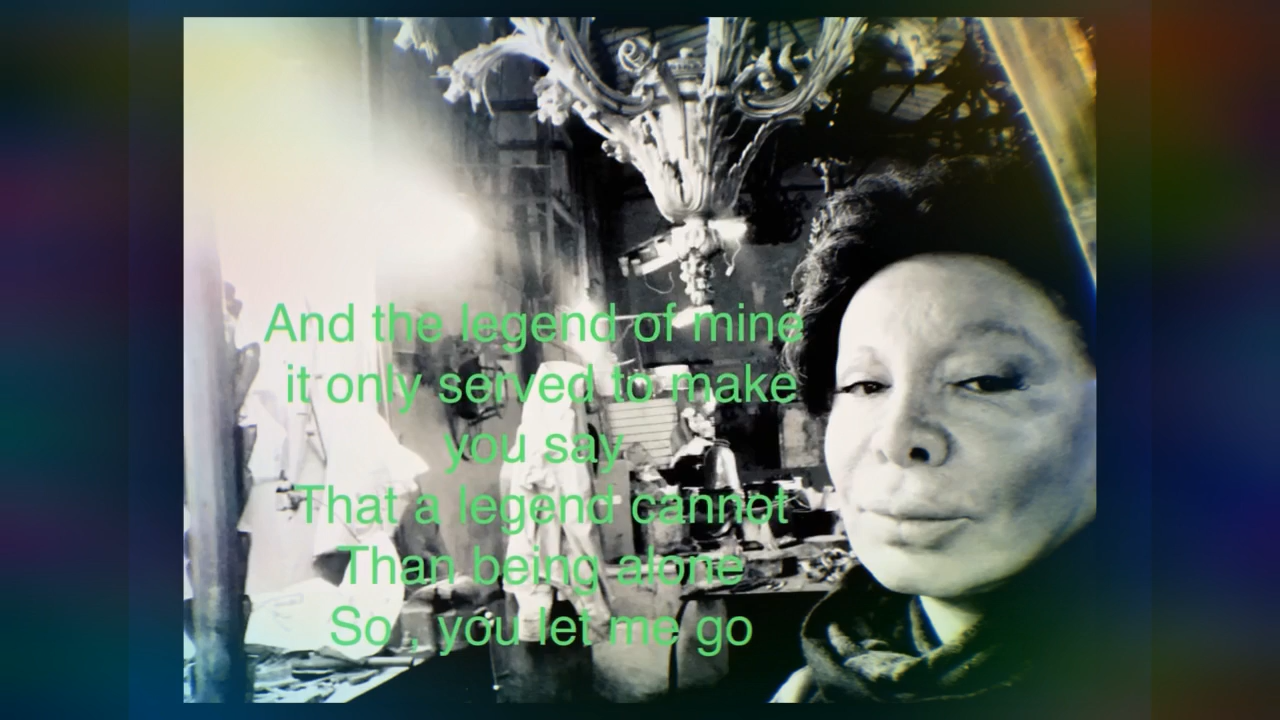 And the legend of mine
it only served to make
you say
That a legend cannot
Than being alone
So , you let me go